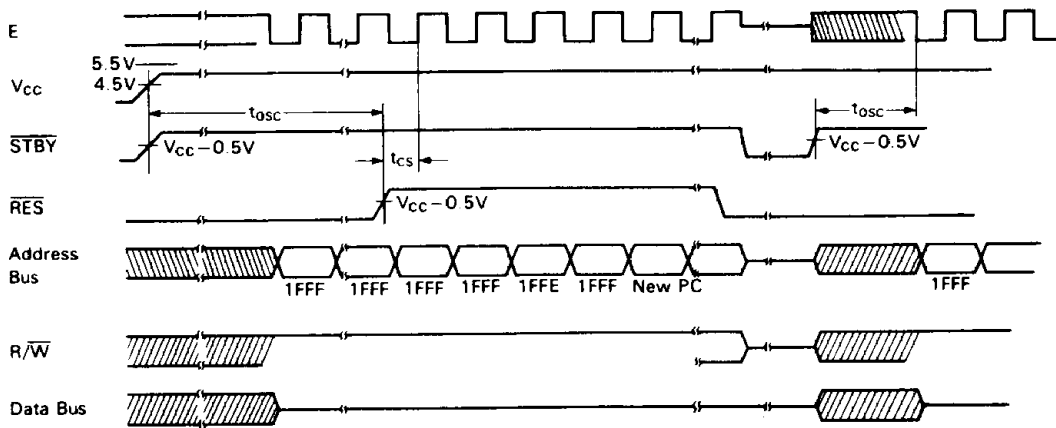 E
5.5V
4.5V
VCC
tosc
tosc
STBY
VCC−0.5V
VCC−0.5V
tCS
RES
VCC−0.5V
Address
Bus
1FFF 1FFF 1FFF 1FFF 1FFE 1FFF New PC 1FFF
R/W
Data Bus